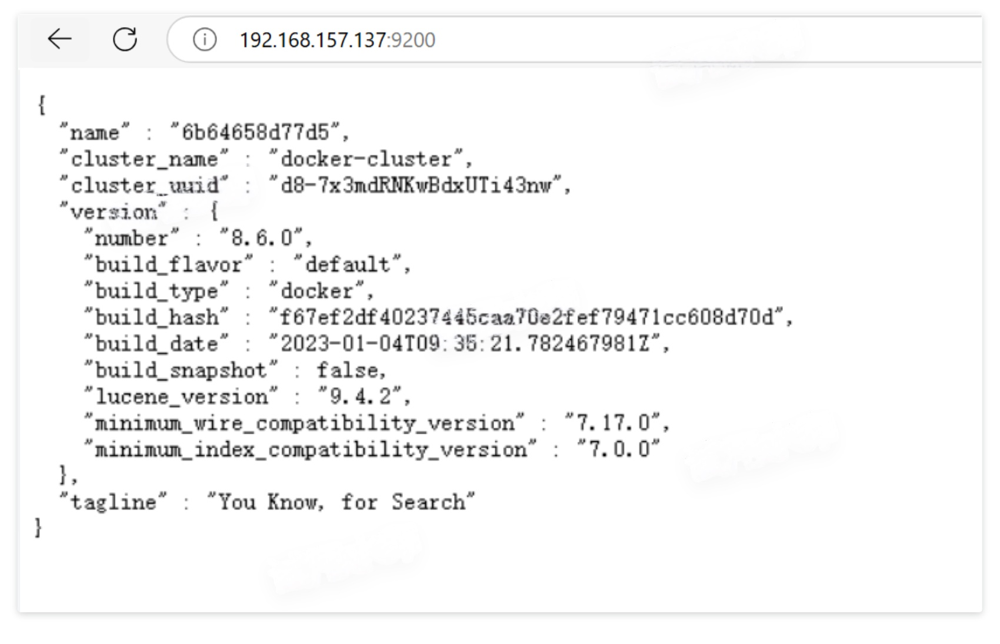 192.168.157.137:9200
{
"name" : "6b64658d77d5",
"cluster_name" : "docker-cluster",
"cluster_uuid" : "d8-7x3mdRNKwBdxUTi43nw",
"version" : {
"number" : "8.6.0",
"build_flavor" : "default",
"build_type" : "docker",
"build_hash" : "f67ef2df40237445caa70e2fef79471cc608d70d",
"build_date" : "2023-01-04T09:35:21.782467981Z",
"build_snapshot" : false,
"lucene_version" : "9.4.2",
"minimum_wire_compatibility_version" : "7.17.0",
"minimum_index_compatibility_version" : "7.0.0"
},
"tagline" : "You Know, for Search"
}